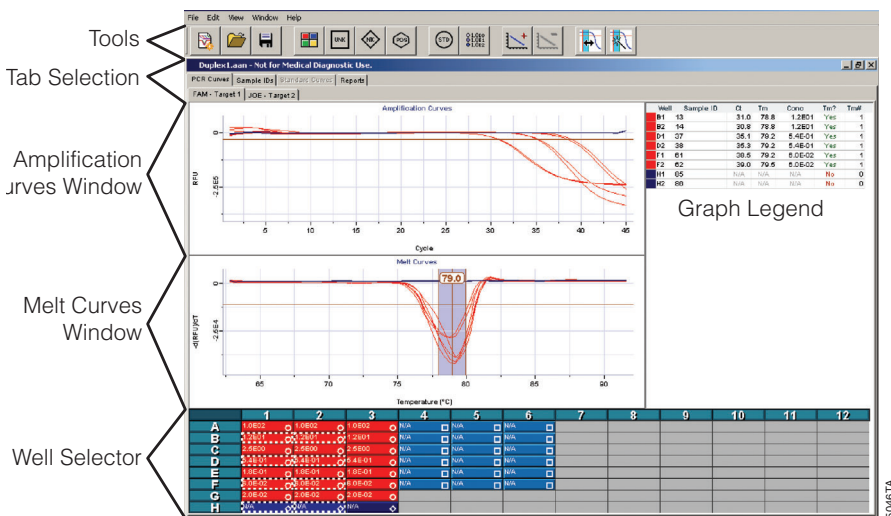 File Edit View Window Help
Tools
UNK
NTC
POS
STD
Duplex1.aan - Not for Medical Diagnostic Use.
Tab Selection
PCR Curves Sample IDs Standard Curves Reports
FAM - Target 1 JOE - Target 2
Amplification Curves
Well Sample ID Ct Tm Conc Tm? Tm#
B1 13 31.0 78.8 1.2E01 Yes 1
B2 14 30.8 78.8 1.2E01 Yes 1
D1 37 35.1 79.2 5.4E-01 Yes 1
D2 38 35.3 79.2 5.4E-01 Yes 1
F1 61 38.5 79.2 6.0E-02 Yes 1
F2 62 39.0 79.5 6.0E-02 Yes 1
H1 85 N/A N/A N/A No 0
H2 86 N/A N/A N/A No 0
Graph Legend
Amplification
urves Window
RFU
0
-2.5E5
5 10 15 20 25 30 35 40 45
Cycle
Melt Curves
79.0
Melt Curves
Window
-d(RFU)/dT
0
-2.5E4
65 70 75 80 85 90
Temperature (°C)
Well Selector
1 2 3 4 5 6 7 8 9 10 11 12
A 1.0E02 1.0E02 1.0E02 N/A N/A N/A
B 1.2E01 1.2E01 1.2E01 N/A N/A N/A
C 2.5E00 2.5E00 2.5E00 N/A N/A N/A
D 5.4E-01 5.4E-01 5.4E-01 N/A N/A N/A
E 1.8E-01 1.8E-01 1.8E-01 N/A N/A N/A
F 6.0E-02 6.0E-02 6.0E-02 N/A N/A N/A
G 2.0E-02 2.0E-02 2.0E-02
H N/A N/A N/A